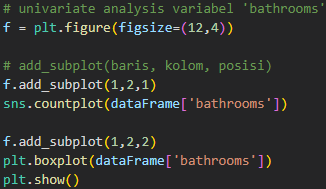 # univariate analysis variabel 'bathrooms'
f = plt.figure(figsize=(12,4))
# add_subplot(baris, kolom, posisi)
f.add_subplot(1,2,1)
sns.countplot(dataFrame['bathrooms'])
f.add_subplot(1,2,2)
plt.boxplot(dataFrame['bathrooms'])
plt.show()